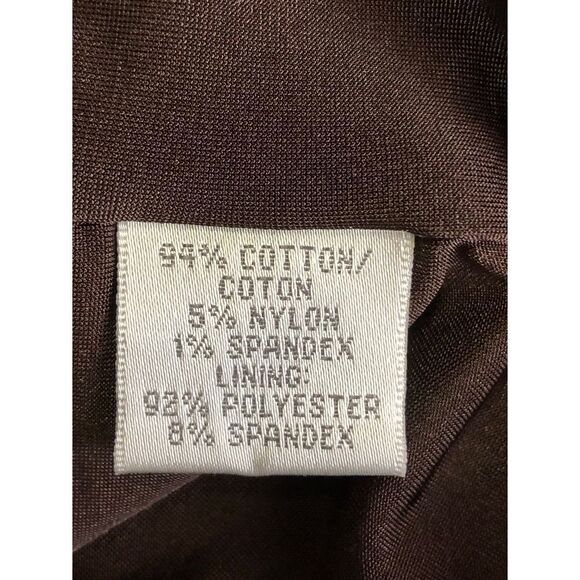 94% COTTON/
COTON
5% NYLON
1% SPANDEX
LINING:
92% POLYESTER
8% SPANDEX